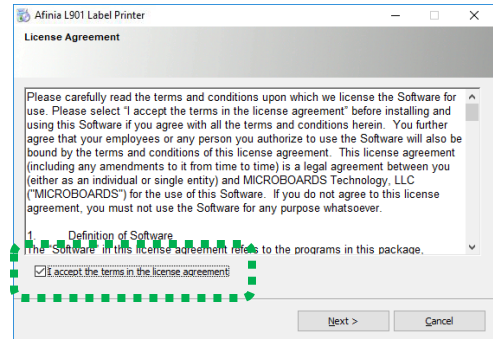 Afinia L901 Label Printer
License Agreement
Please carefully read the terms and conditions upon which we license the Software for
use. Please select "I accept the terms in the license agreement" before installing and
using this Software if you agree with all the terms and conditions herein. You further
agree that your employees or any person you authorize to use the Software will also be
bound by the terms and conditions of this license agreement. This license agreement
(including any amendments to it from time to time) is a legal agreement between you
(either as an individual or single entity) and MICROBOARDS Technology, LLC
("MICROBOARDS") for the use of this Software. If you do not agree to this license
agreement, you must not use the Software for any purpose whatsoever.
1. Definition of Software
The "Software" in this license agreement refers to the programs in this package,
I accept the terms in the license agreement
Next > Cancel